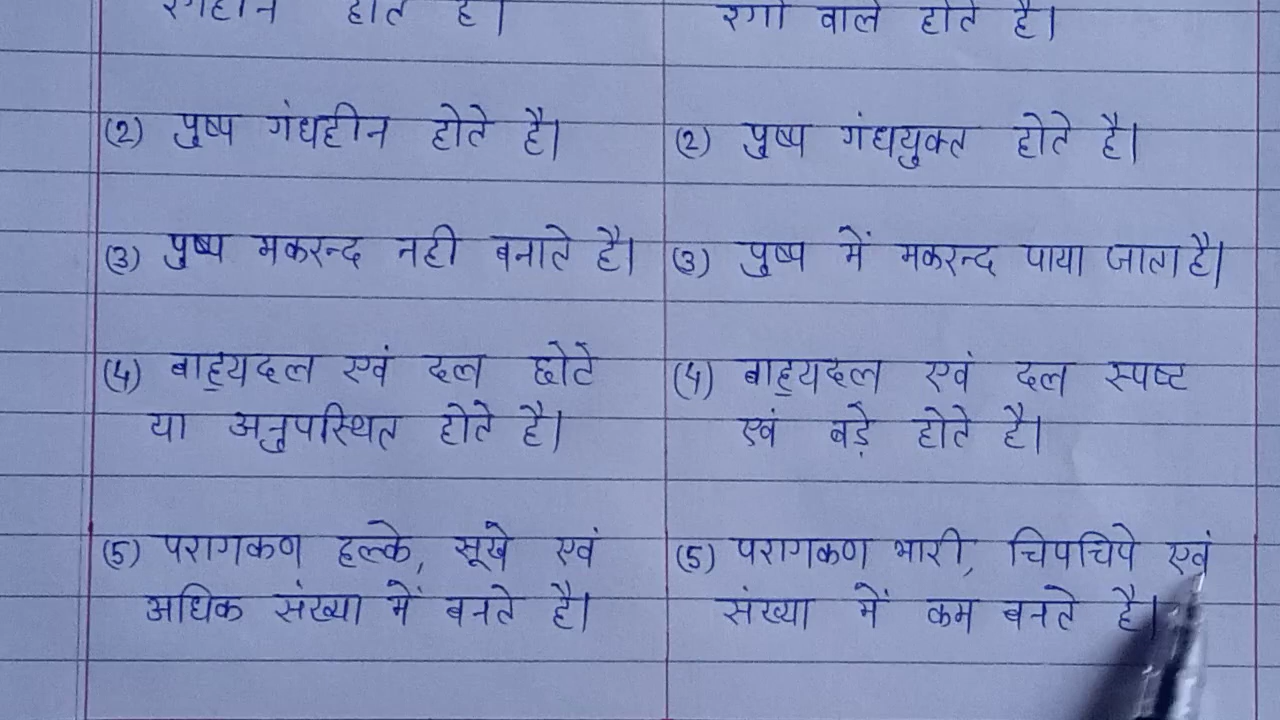 रंगहीन होते है।
रंगो वाले होते है।
(2) पुष्प गंधहीन होते है।
(2) पुष्प गंधयुक्त होते है।
(3) पुष्प मकरन्द नही बनाते है।
(3) पुष्प में मकरन्द पाया जाता है।
(4) बाह्यदल एवं दल छोटे
या अनुपस्थित होते है।
(4) बाह्यदल एवं दल स्पष्ट
एवं बड़े होते है।
(5) परागकण हल्के, सूखे एवं
अधिक संख्या में बनते है।
(5) परागकण भारी, चिपचिपे एवं
संख्या में कम बनते है।